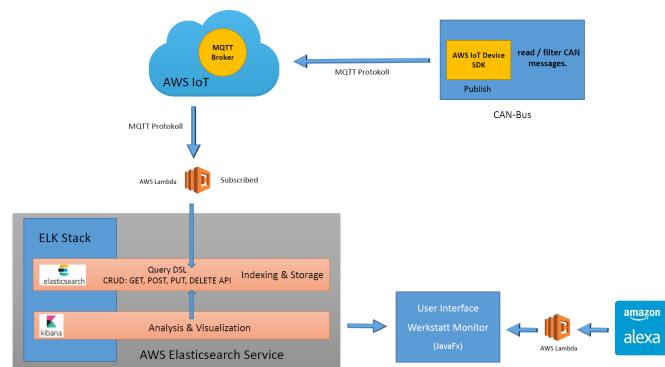 MQTT
Broker
AWS IoT
MQTT Protokoll
AWS IoT Device
SDK
read / filter CAN
messages.
Publish
CAN-Bus
MQTT Protokoll
AWS Lambda
Subscribed
ELK Stack
elasticsearch
Query DSL
CRUD: GET, POST, PUT, DELETE API
Indexing & Storage
kibana
Analysis & Visualization
AWS Elasticsearch Service
User Interface
Werkstatt Monitor
(JavaFx)
AWS Lambda
amazon
alexa